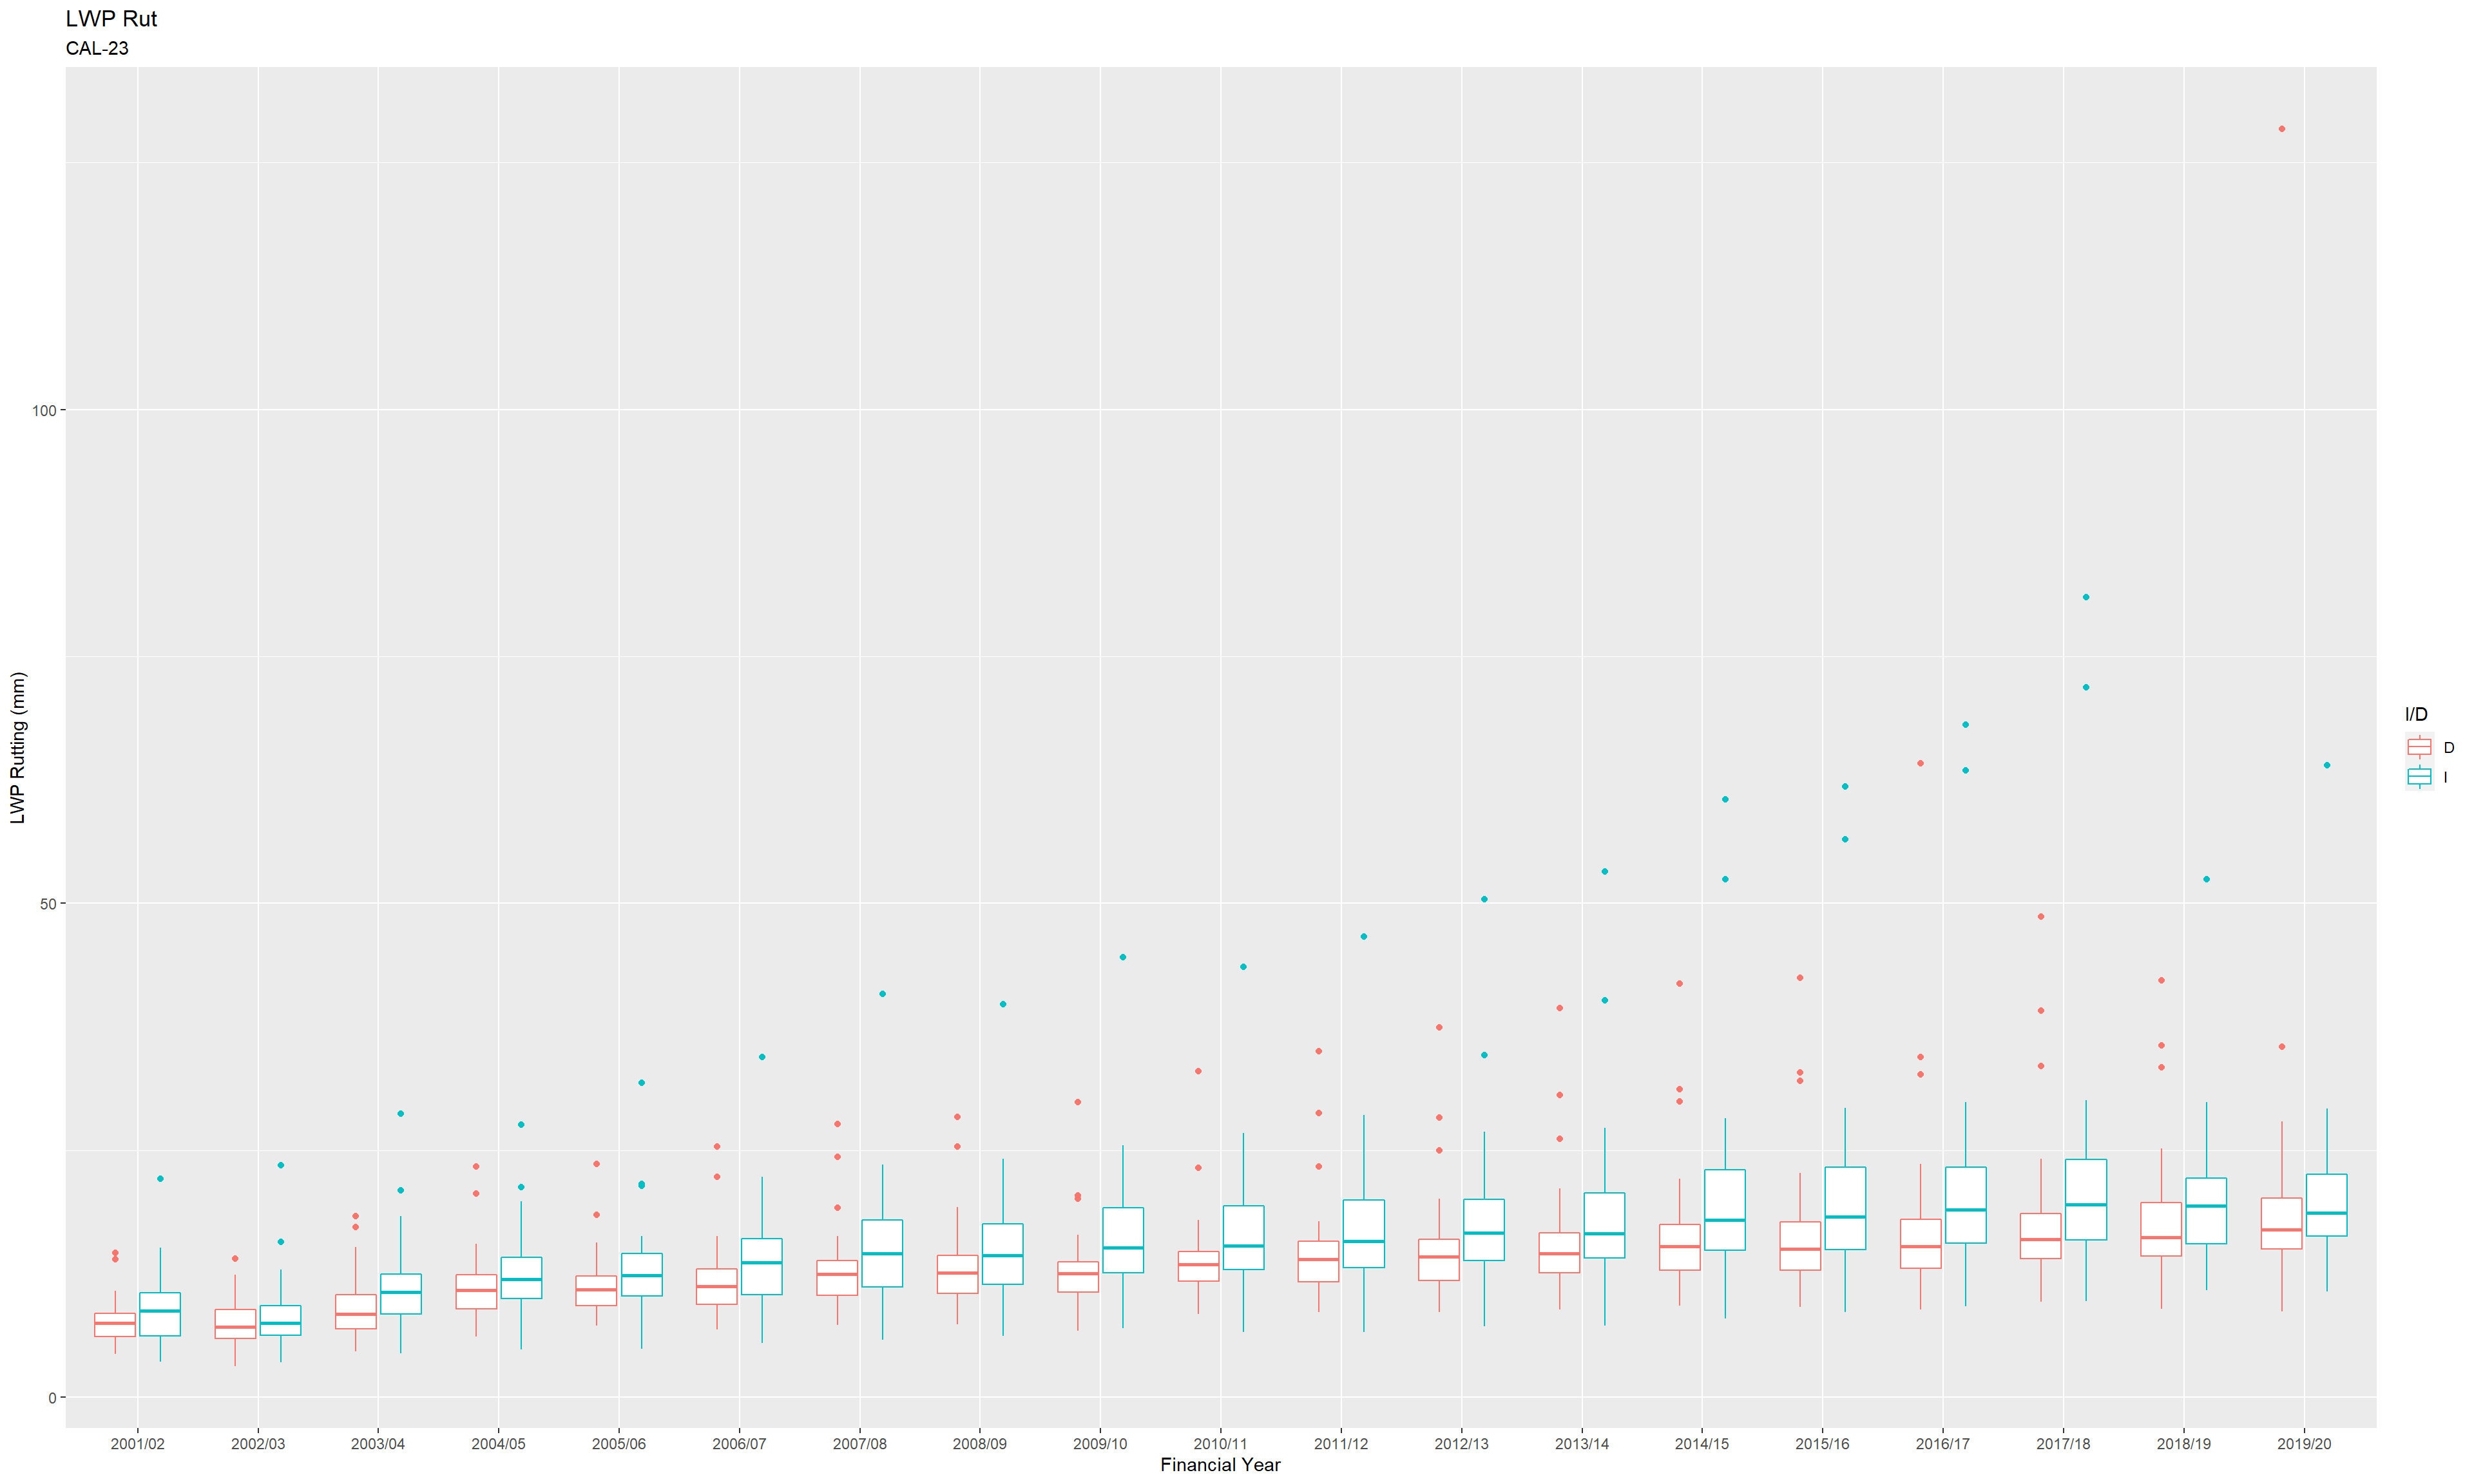 LWP Rut
CAL-23
100
50
0
LWP Rutting (mm)
2001/02 2002/03 2003/04 2004/05 2005/06 2006/07 2007/08 2008/09 2009/10 2010/11 2011/12 2012/13 2013/14 2014/15 2015/16 2016/17 2017/18 2018/19 2019/20
Financial Year
I/D
D
I